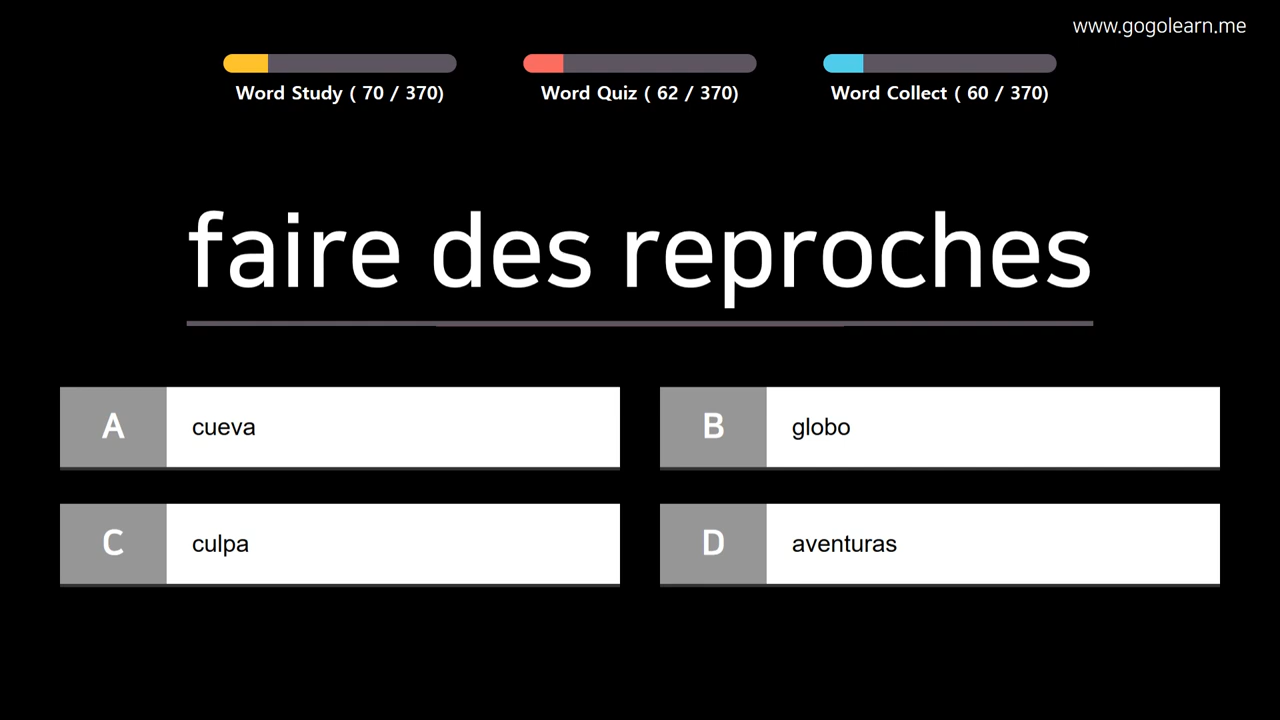 www.gogolearn.me
Word Study ( 70 / 370)
Word Quiz ( 62 / 370)
Word Collect ( 60 / 370)
faire des reproches
A cueva
B globo
C culpa
D aventuras